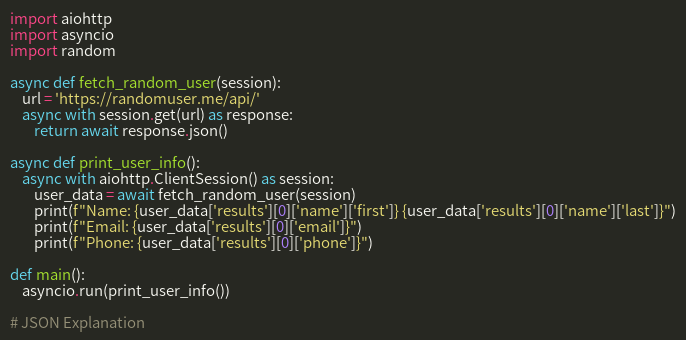 import aiohttp
import asyncio
import random

async def fetch_random_user(session):
    url = 'https://randomuser.me/api/'
    async with session.get(url) as response:
        return await response.json()

async def print_user_info():
    async with aiohttp.ClientSession() as session:
        user_data = await fetch_random_user(session)
        print(f"Name: {user_data['results'][0]['name']['first']} {user_data['results'][0]['name']['last']}")
        print(f"Email: {user_data['results'][0]['email']}")
        print(f"Phone: {user_data['results'][0]['phone']}")

def main():
    asyncio.run(print_user_info())

# JSON Explanation